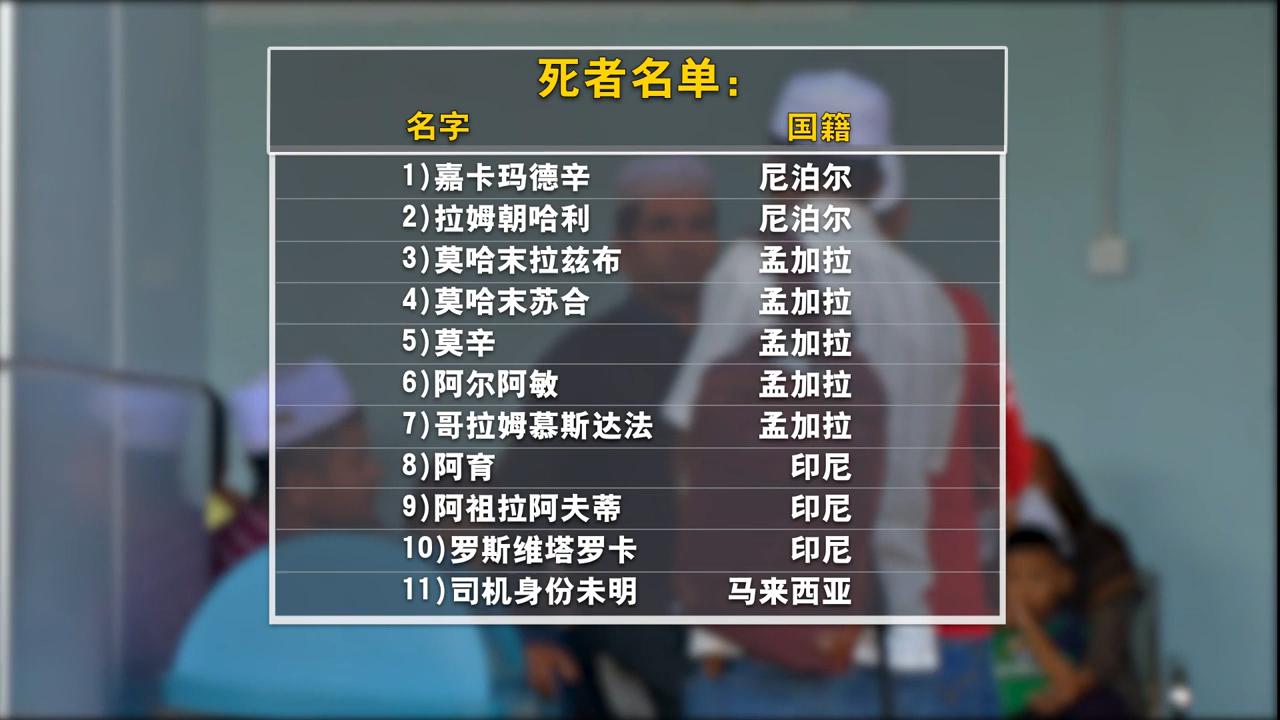 死者名单：
名字 国籍
1)嘉卡玛德辛 尼泊尔
2)拉姆朝哈利 尼泊尔
3)莫哈末拉兹布 孟加拉
4)莫哈末苏合 孟加拉
5)莫辛 孟加拉
6)阿尔阿敏 孟加拉
7)哥拉姆慕斯达法 孟加拉
8)阿育 印尼
9)阿祖拉阿夫蒂 印尼
10)罗斯维塔罗卡 印尼
11)司机身份未明 马来西亚